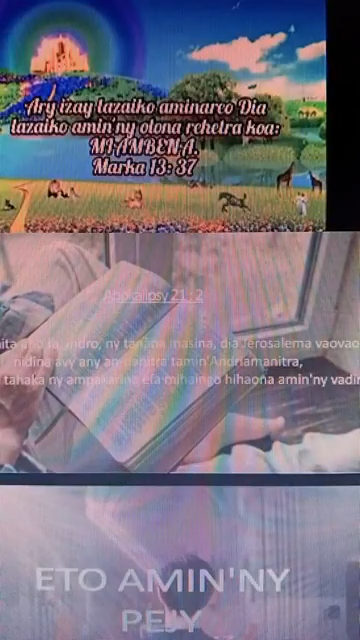 Ary izay lazaiko aminareo Dia
lazaiko amin'ny olona rehetra koa:
MIAMBENA.
Marka 13: 37
Apokalipsy 21 : 2
ny tanàna masina, dia Jerosalema vaovao
nidina avy any an-danitra tamin'Andriamanitra,
tahaka ny ampakarina efa mihaingo hihaona amin'ny
ETO AMIN'NY
PEJY